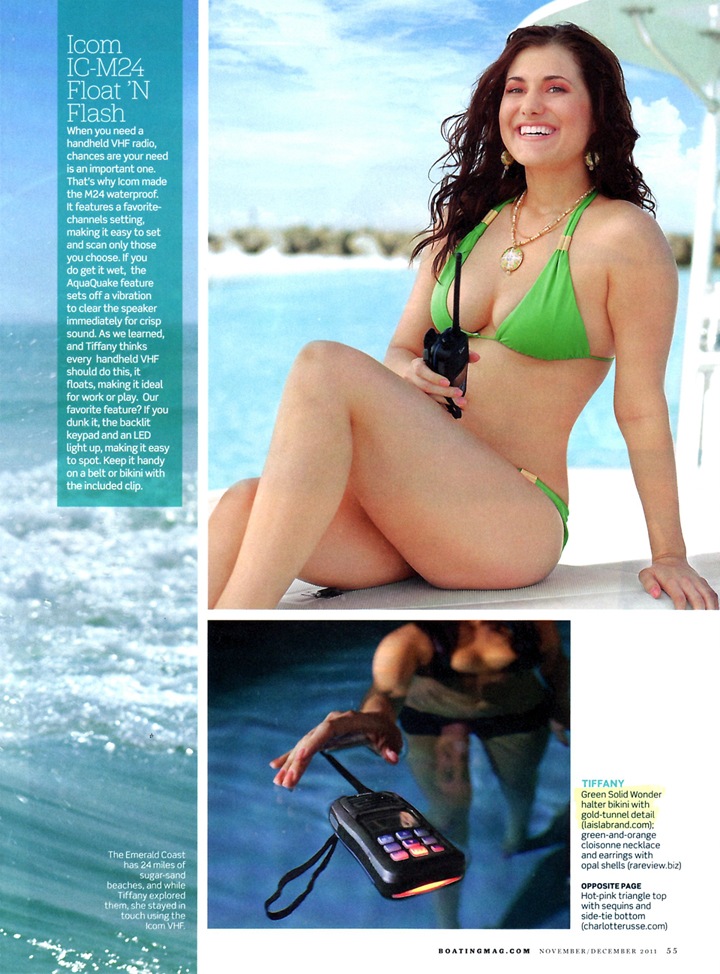 Icom
IC-M24
Float ’N
Flash
When you need a
handheld VHF radio,
chances are your need
is an important one.
That’s why Icom made
the M24 waterproof.
It features a favorite-
channels setting,
making it easy to set
and scan only those
you choose. If you
do get it wet, the
AquaQuake feature
sets off a vibration
to clear the speaker
immediately for crisp
sound. As we learned,
and Tiffany thinks
every handheld VHF
should do this, it
floats, making it ideal
for work or play. Our
favorite feature? If you
dunk it, the backlit
keypad and an LED
light up, making it easy
to spot. Keep it handy
on a belt or bikini with
the included clip.
The Emerald Coast
has 24 miles of
sugar-sand
beaches, and while
Tiffany explored
them, she stayed in
touch using the
Icom VHF.
TIFFANY
Green Solid Wonder
halter bikini with
gold-tunnel detail
(laislabrand.com);
green-and-orange
cloisonne necklace
and earrings with
opal shells (rareview.biz)
OPPOSITE PAGE
Hot-pink triangle top
with sequins and
side-tie bottom
(charlotterusse.com)
BOATINGMAG.COM NOVEMBER/DECEMBER 2011 55